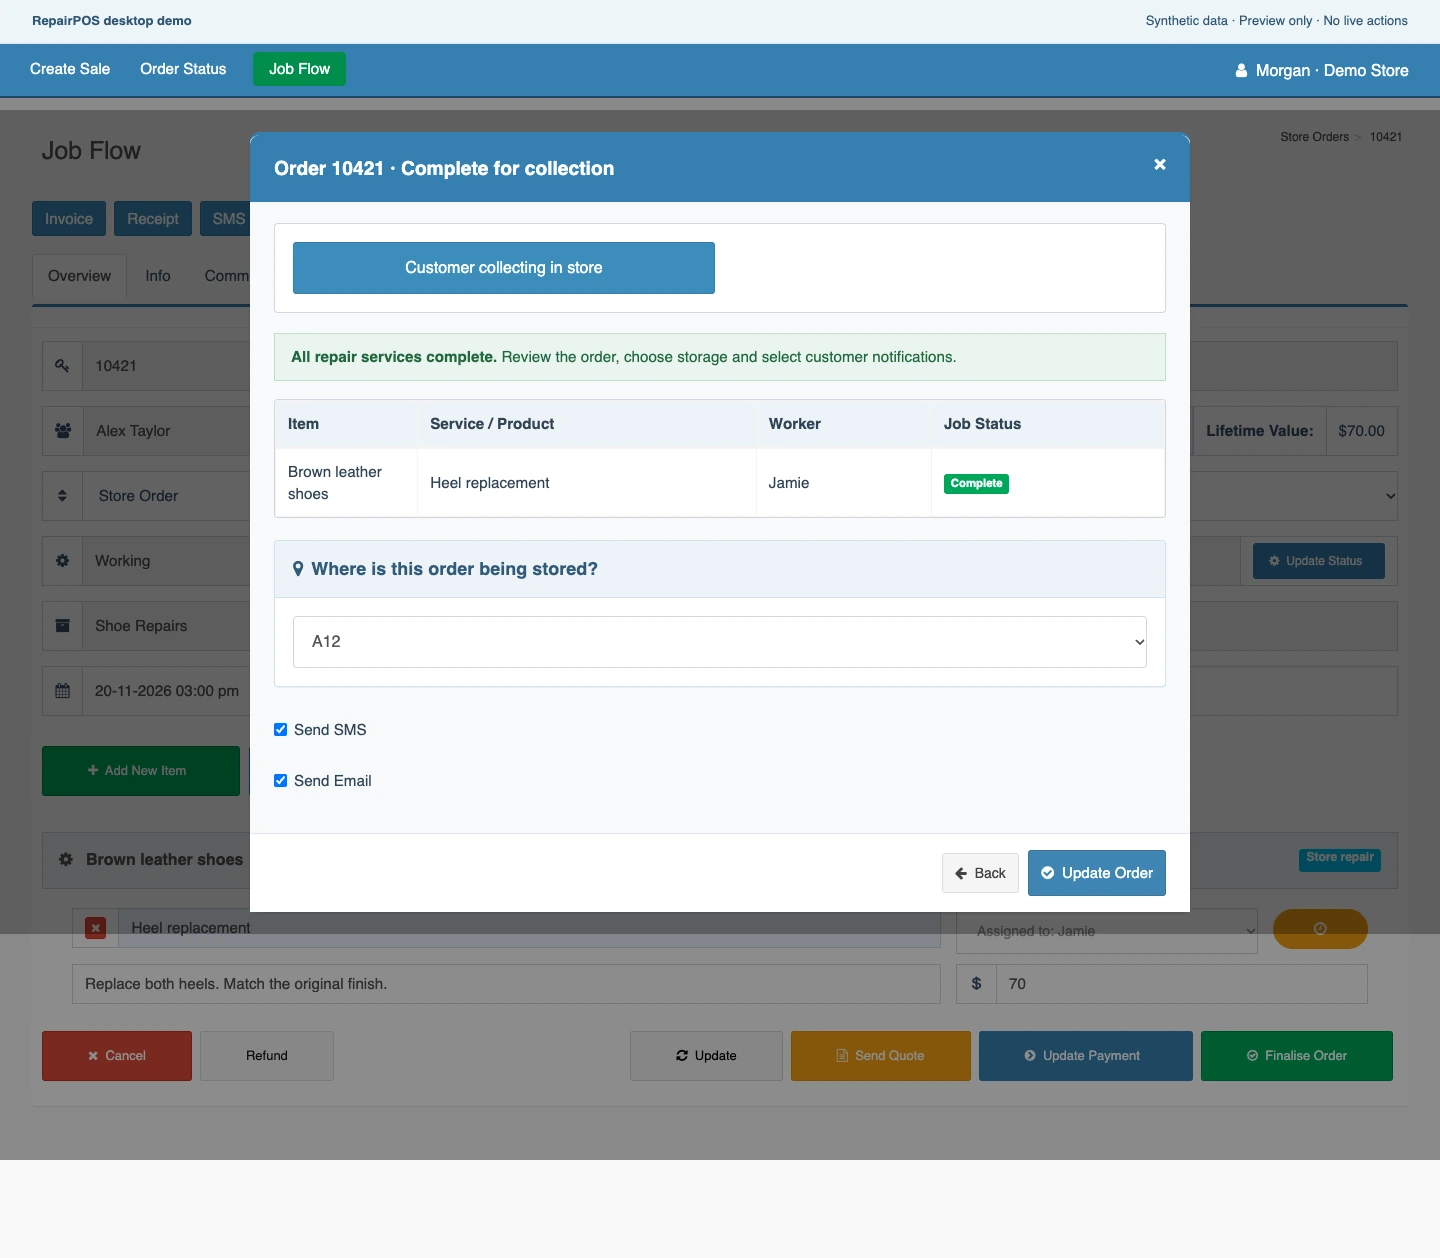 RepairPOS desktop demo
Synthetic data · Preview only · No live actions
Create Sale
Order Status
Job Flow
Morgan · Demo Store
Job Flow
Store Orders > 10421
Order 10421 · Complete for collection
Invoice
Receipt
SMS
Customer collecting in store
Overview
Info
Comm
All repair services complete. Review the order, choose storage and select customer notifications.
10421
Item
Service / Product
Worker
Job Status
Alex Taylor
Lifetime Value:
$70.00
Brown leather
shoes
Heel replacement
Jamie
Complete
Store Order
Working
Update Status
Where is this order being stored?
Shoe Repairs
A12
20-11-2026 03:00 pm
Send SMS
Add New Item
Send Email
Brown leather shoes
Store repair
Back
Update Order
Heel replacement
Assigned to: Jamie
Replace both heels. Match the original finish.
$
70
Cancel
Refund
Update
Send Quote
Update Payment
Finalise Order